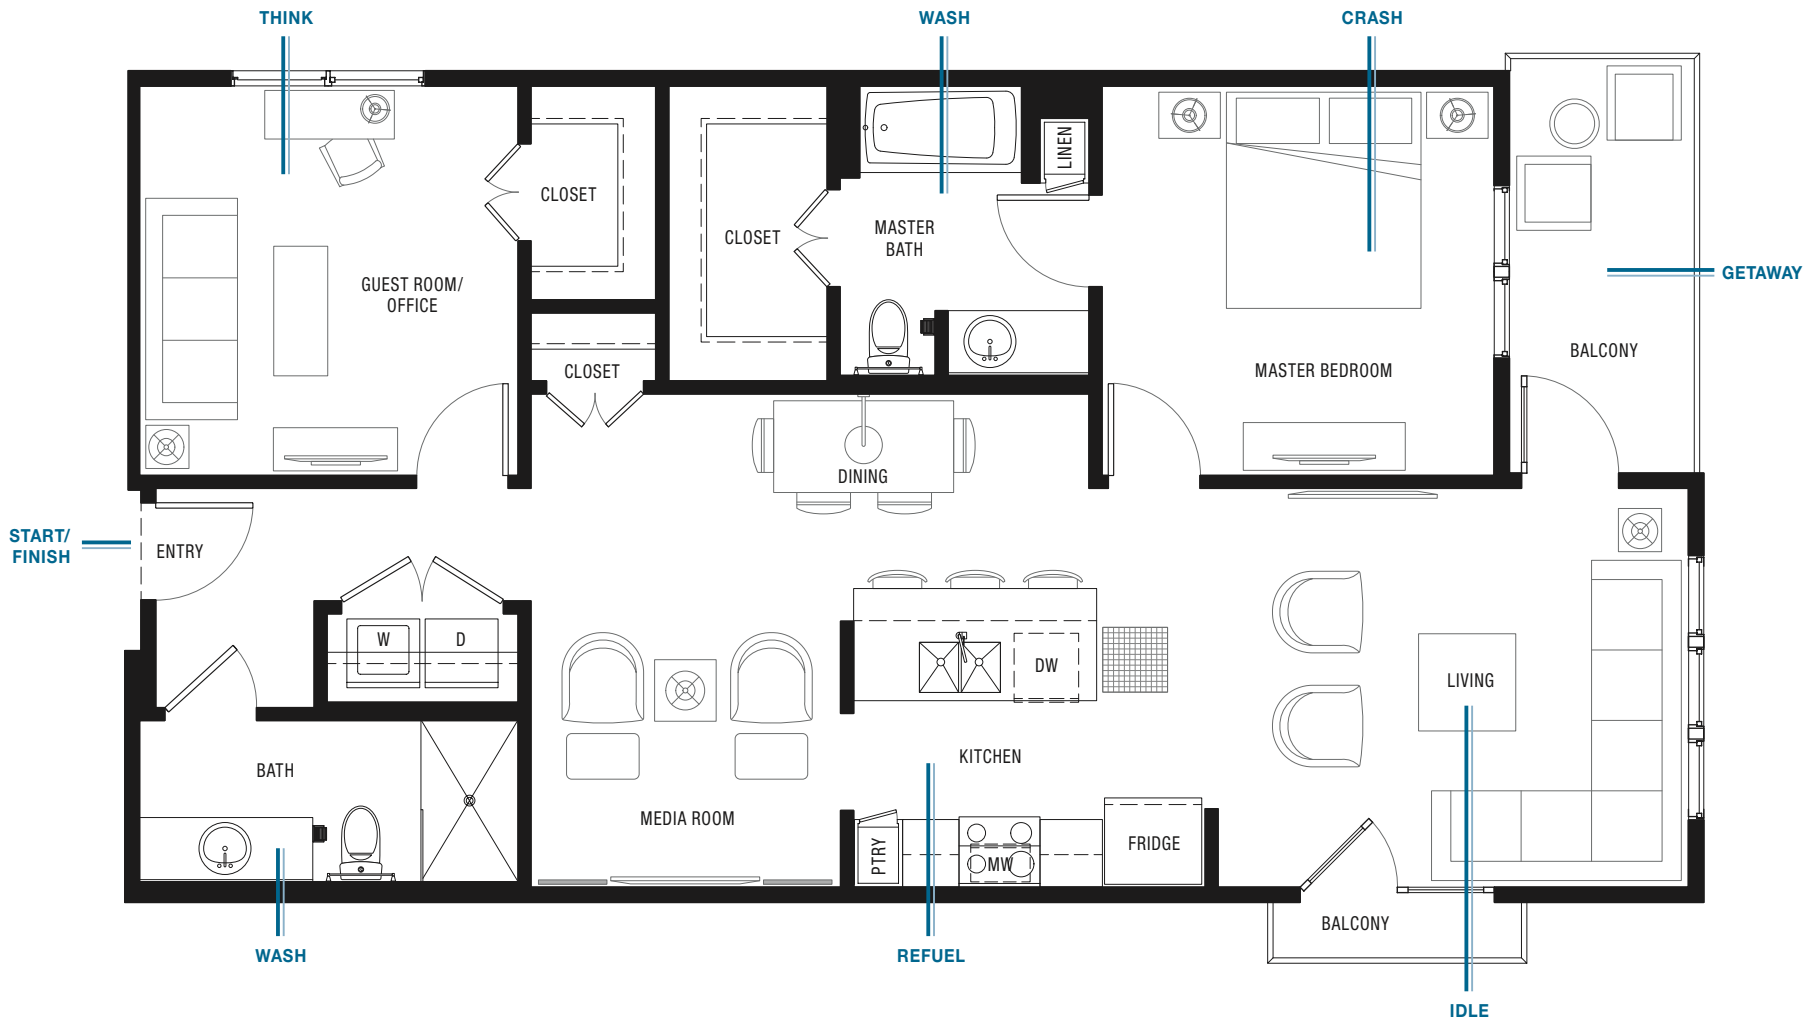 THINK
WASH
CRASH
LINEN
CLOSET
MASTER
BATH
CLOSET
GETAWAY
GUEST ROOM/
OFFICE
BALCONY
CLOSET
MASTER BEDROOM
DINING
START/
FINISH
ENTRY
W
D
DW
LIVING
KITCHEN
BATH
MEDIA ROOM
PTRY
MW
FRIDGE
BALCONY
WASH
REFUEL
IDLE